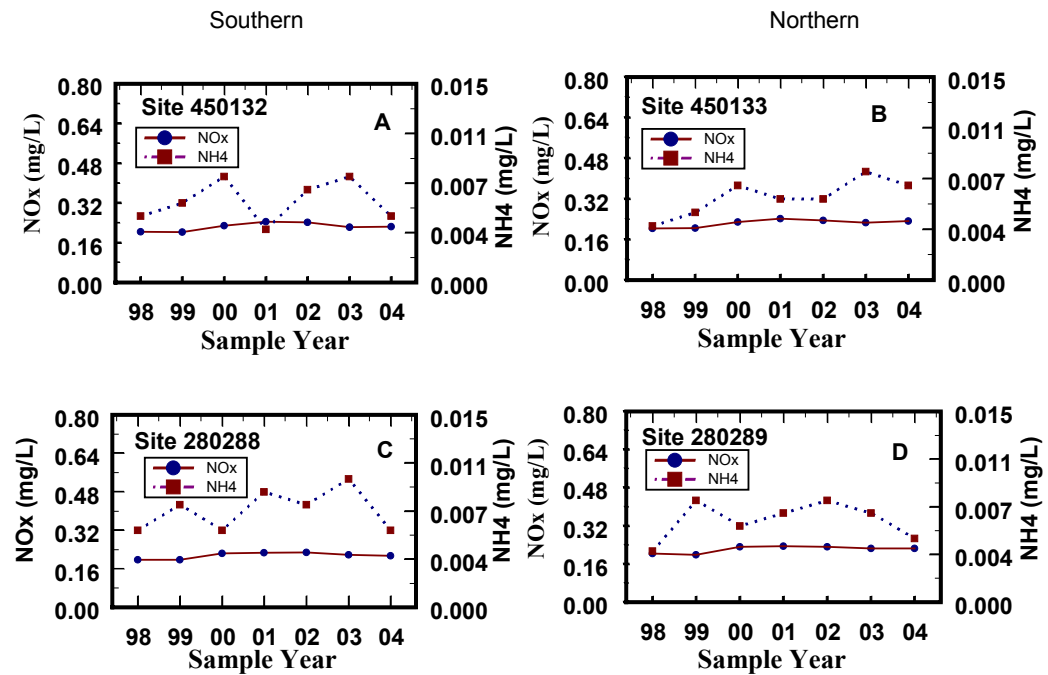 Southern
Northern
Site 450132
A
NOx
NH4
NOx (mg/L)
0.80
0.64
0.48
0.32
0.16
0.00
NH4 (mg/L)
0.015
0.011
0.007
0.004
0.000
98 99 00 01 02 03 04
Sample Year
Site 450133
B
NOx
NH4
NOx (mg/L)
0.80
0.64
0.48
0.32
0.16
0.00
NH4 (mg/L)
0.015
0.011
0.007
0.004
0.000
98 99 00 01 02 03 04
Sample Year
Site 280288
C
NOx
NH4
NOx (mg/L)
0.80
0.64
0.48
0.32
0.16
0.00
NH4 (mg/L)
0.015
0.011
0.007
0.004
0.000
98 99 00 01 02 03 04
Sample Year
Site 280289
D
NOx
NH4
NOx (mg/L)
0.80
0.64
0.48
0.32
0.16
0.00
NH4 (mg/L)
0.015
0.011
0.007
0.004
0.000
98 99 00 01 02 03 04
Sample Year